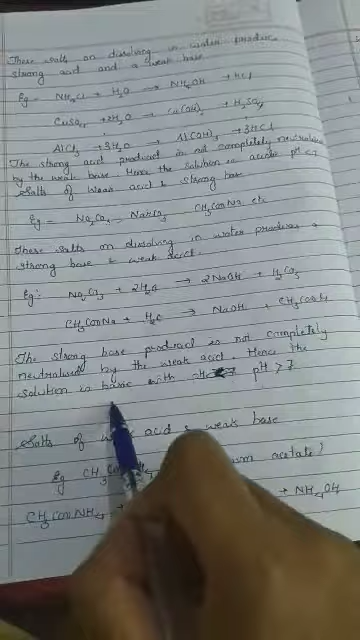 These salts on dissolving in water produce
strong acid and a weak base
Eg - NH4Cl + H2O → NH4OH + HCl
CuSO4 + 2H2O → Cu(OH)2 + H2SO4
AlCl3 + 3H2O → Al(OH)3 + 3HCl
The strong acid produced is not completely neutralised
by the weak base. Hence the solution is acidic pH < 7
Salts of weak acid & strong base
Eg - Na2CO3, NaHCO3 CH3COONa etc
These salts on dissolving in water produces a
strong base & weak acid.
Eg: Na2CO3 + 2H2O → 2NaOH + H2CO3
CH3COONa + H2O → NaOH + CH3COOH
The strong base produced is not completely
neutralised by the weak acid. Hence the
solution is basic with pH > 7
Salts of weak acid & weak base
Eg CH3 acetate)
CH3COONH4 + + NH4OH